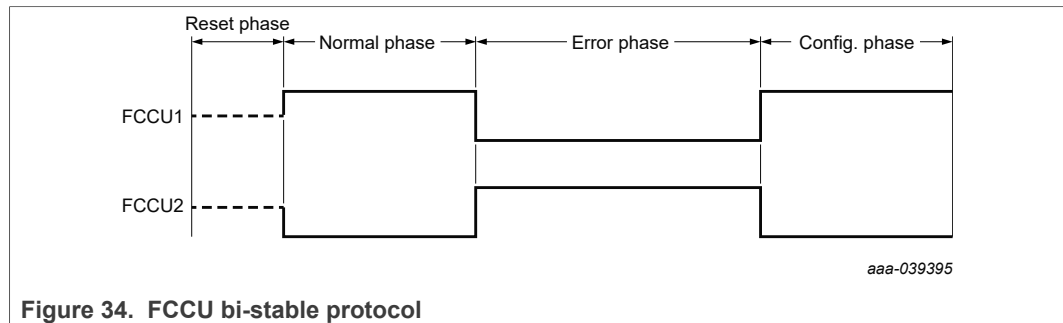 Reset phase
Normal phase
Error phase
Config. phase
FCCU1
FCCU2
aaa-039395
Figure 34. FCCU bi-stable protocol